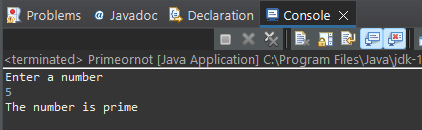 Problems @ Javadoc Declaration Console
<terminated> Primeornot [Java Application] C:\Program Files\Java\jdk-1
Enter a number
5
The number is prime